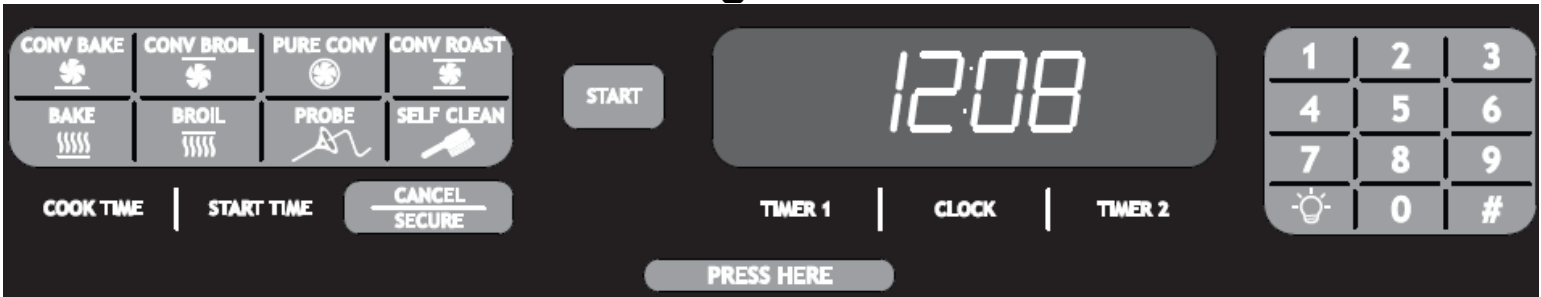 CONV BAKE CONV BROIL PURE CONV CONV ROAST
BAKE BROIL PROBE SELF CLEAN
COOK TIME START TIME CANCEL
SECURE
START
12:08
TIMER 1 CLOCK TIMER 2
PRESS HERE
1 2 3
4 5 6
7 8 9
0 #